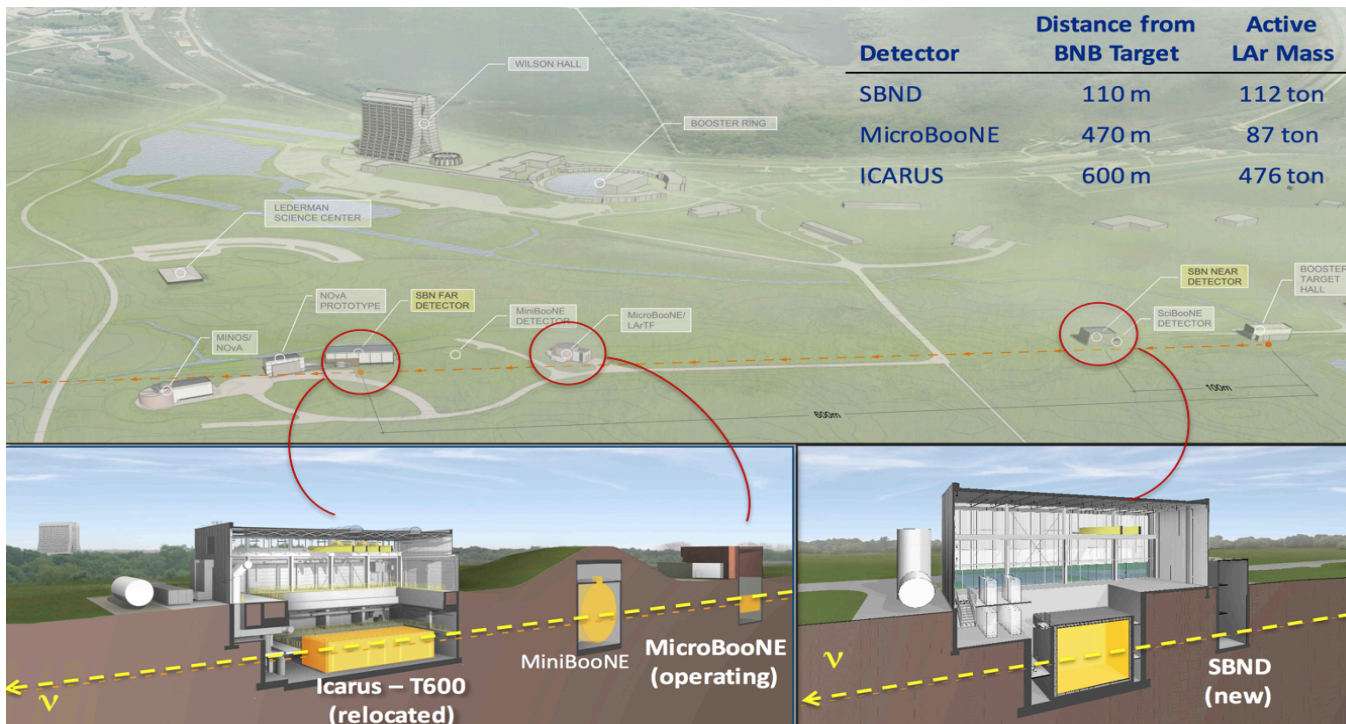 Detector Distance from BNB Target Active LAr Mass
SBND 110 m 112 ton
MicroBooNE 470 m 87 ton
ICARUS 600 m 476 ton
WILSON HALL
BOOSTER RING
LEDERMAN
SCIENCE CENTER
NOvA
PROTOTYPE
SBN FAR
DETECTOR
MiniBooNE
DETECTOR
MicroBooNE/
LArTF
SBN NEAR
DETECTOR
SciBooNE
DETECTOR
BOOSTER
TARGET
HALL
MINOS/
NOvA
100m
600m
MiniBooNE
MicroBooNE
(operating)
ν
Icarus – T600
(relocated)
ν
SBND
(new)